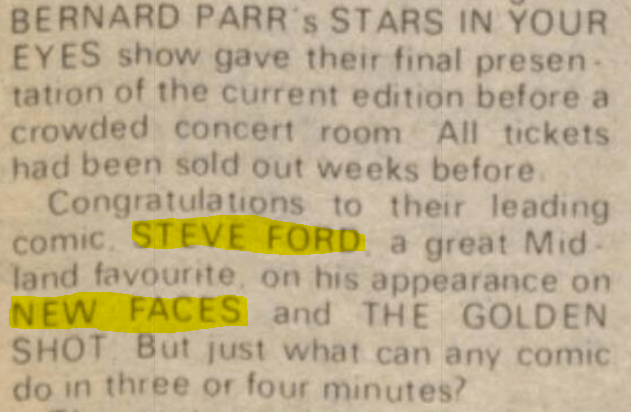 BERNARD PARR's STARS IN YOUR
EYES show gave their final presen-
tation of the current edition before a
crowded concert room All tickets
had been sold out weeks before.
Congratulations to their leading
comic, STEVE FORD, a great Mid-
land favourite, on his appearance on
NEW FACES and THE GOLDEN
SHOT. But just what can any comic
do in three or four minutes?